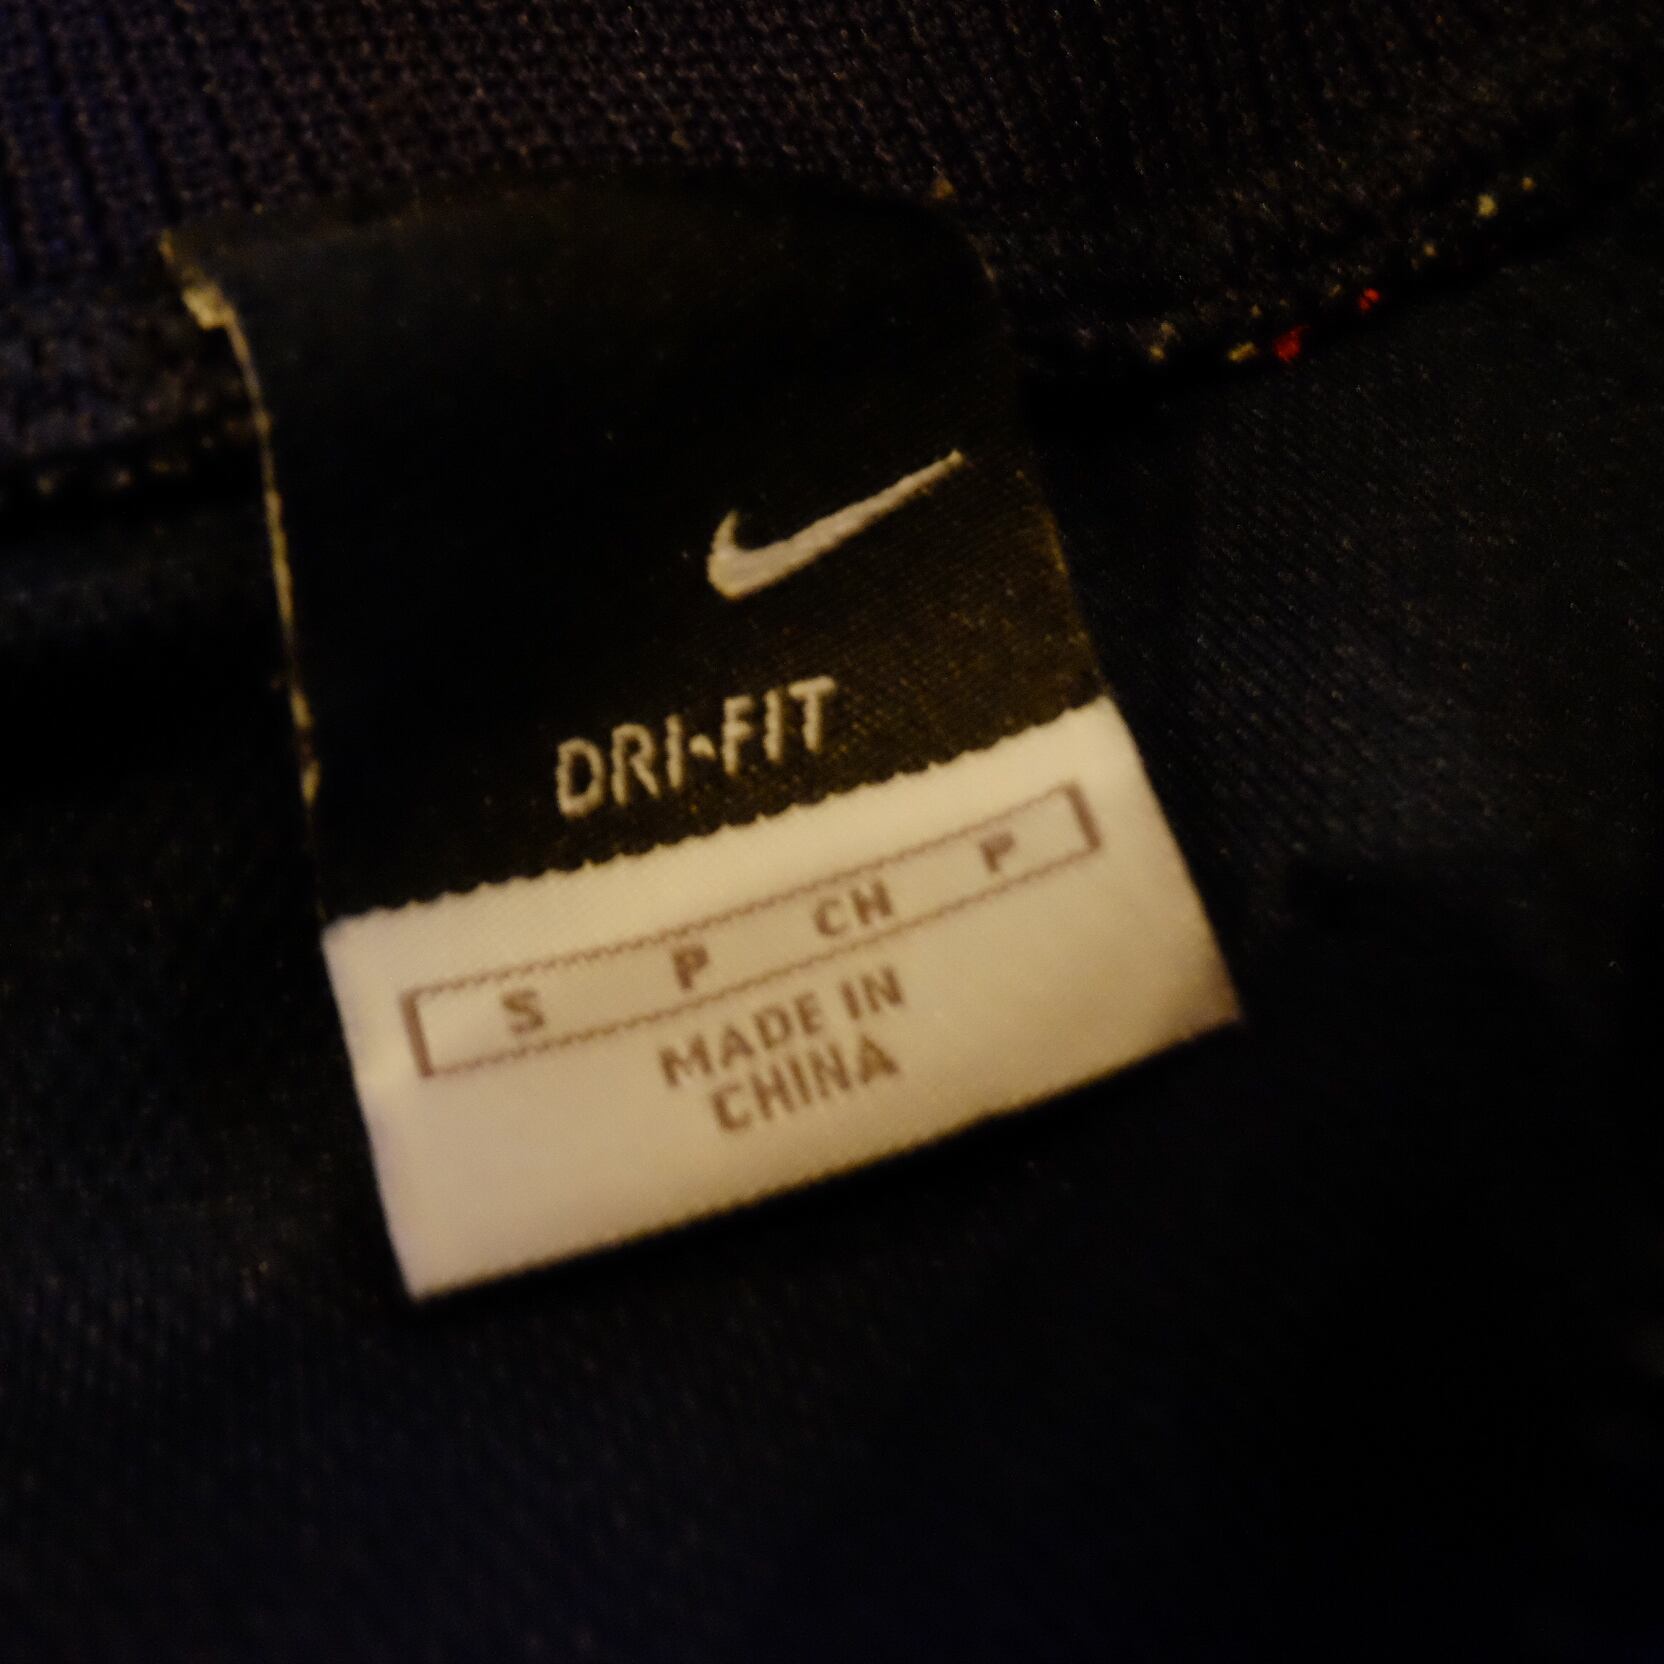 DRI-FIT
S P CH P
MADE IN
CHINA